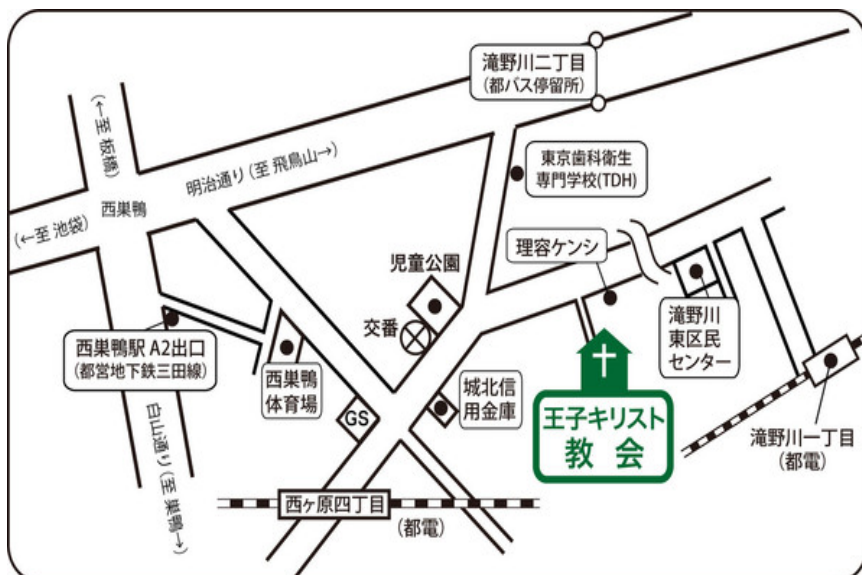 滝野川二丁目
(都バス停留所)
(←至 板橋)
明治通り (至 飛鳥山→)
西巣鴨
(←至 池袋)
東京歯科衛生
専門学校(TDH)
理容ケンシ
児童公園
交番
滝野川
東区民
センター
西巣鴨駅 A2出口
(都営地下鉄三田線)
西巣鴨
体育場
城北信
用金庫
GS
王子キリスト
教会
滝野川一丁目
(都電)
白山通り (至 巣鴨→)
西ヶ原四丁目
(都電)